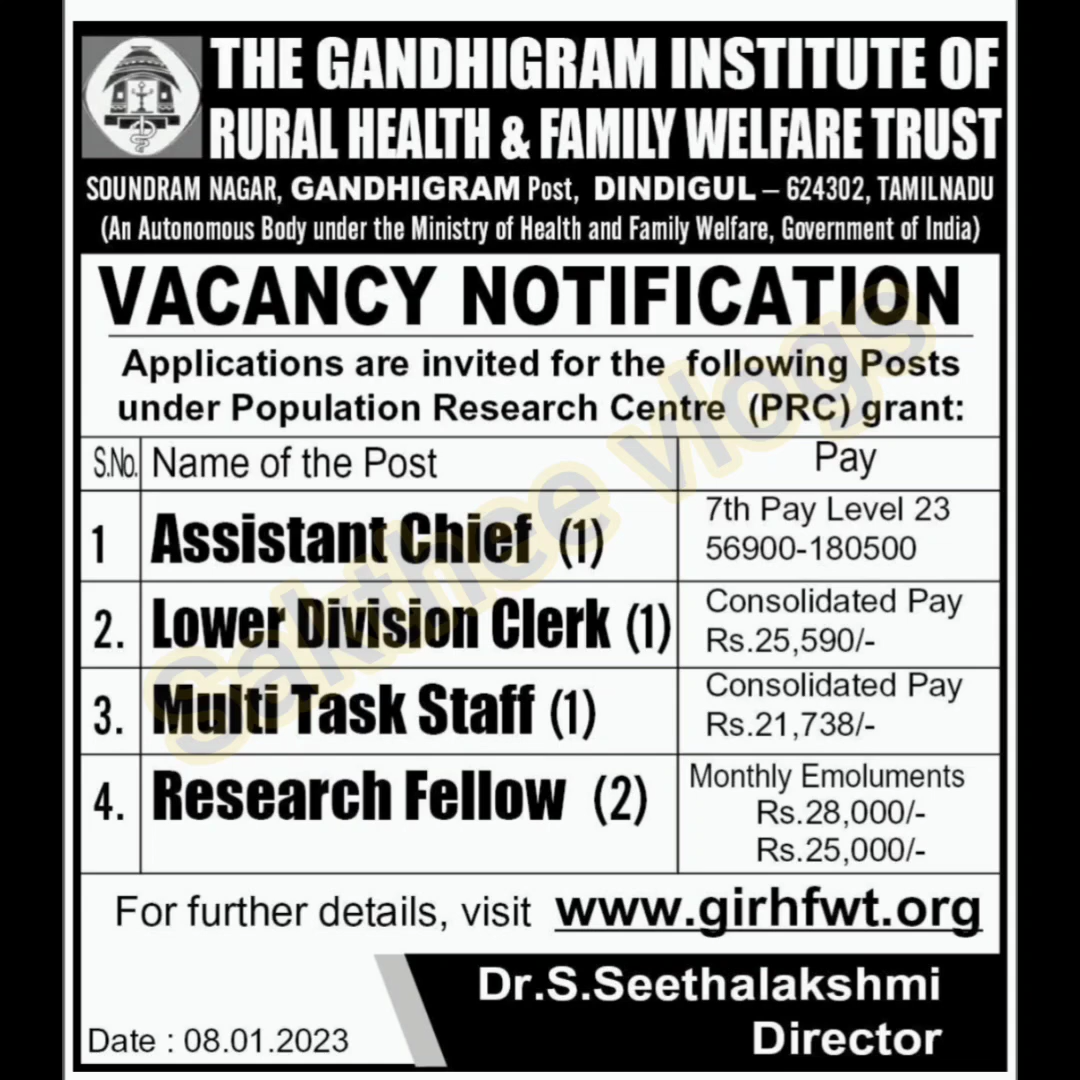 THE GANDHIGRAM INSTITUTE OF
RURAL HEALTH & FAMILY WELFARE TRUST
SOUNDRAM NAGAR, GANDHIGRAM Post, DINDIGUL – 624302, TAMILNADU
(An Autonomous Body under the Ministry of Health and Family Welfare, Government of India)
VACANCY NOTIFICATION
Applications are invited for the following Posts
under Population Research Centre (PRC) grant:
S.No. Name of the Post Pay
1 Assistant Chief (1) 7th Pay Level 23
56900-180500
2. Lower Division Clerk (1) Consolidated Pay
Rs.25,590/-
3. Multi Task Staff (1) Consolidated Pay
Rs.21,738/-
4. Research Fellow (2) Monthly Emoluments
Rs.28,000/-
Rs.25,000/-
For further details, visit www.girhfwt.org
Dr.S.Seethalakshmi
Director
Date : 08.01.2023
Sakthee vlogs